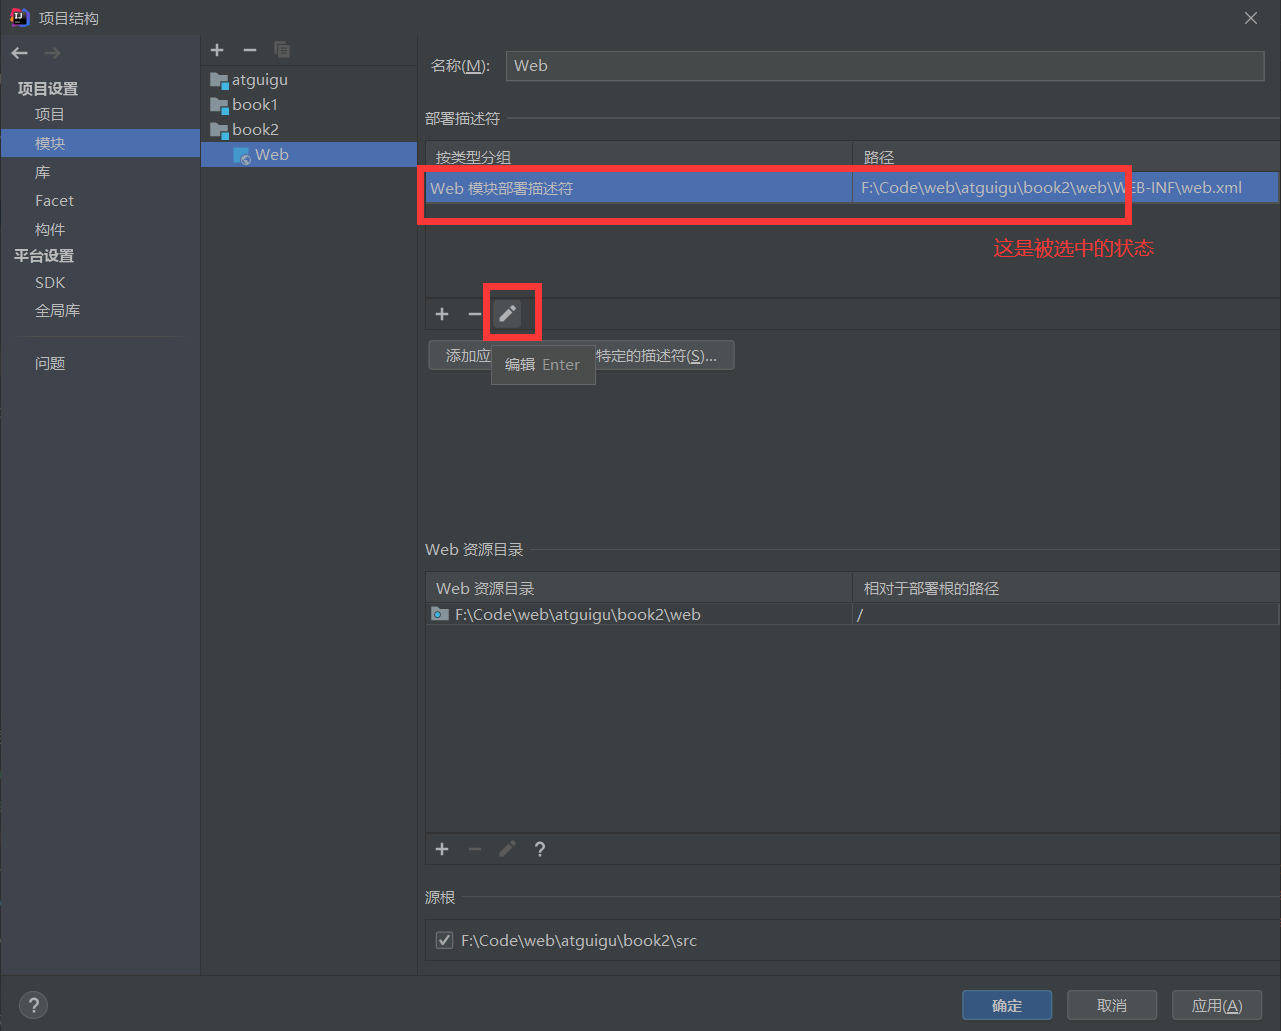 项目结构
项目设置
项目
模块
库
Facet
构件
平台设置
SDK
全局库
问题
atguigu
book1
book2
Web
名称(M): Web
部署描述符
按类型分组 路径
Web 模块部署描述符 F:\Code\web\atguigu\book2\web\WEB-INF\web.xml
这是被选中的状态
添加应 特定的描述符(S)...
编辑 Enter
Web 资源目录
Web 资源目录 相对于部署根的路径
F:\Code\web\atguigu\book2\web /
?
源根
F:\Code\web\atguigu\book2\src
? 确定 取消 应用(A)